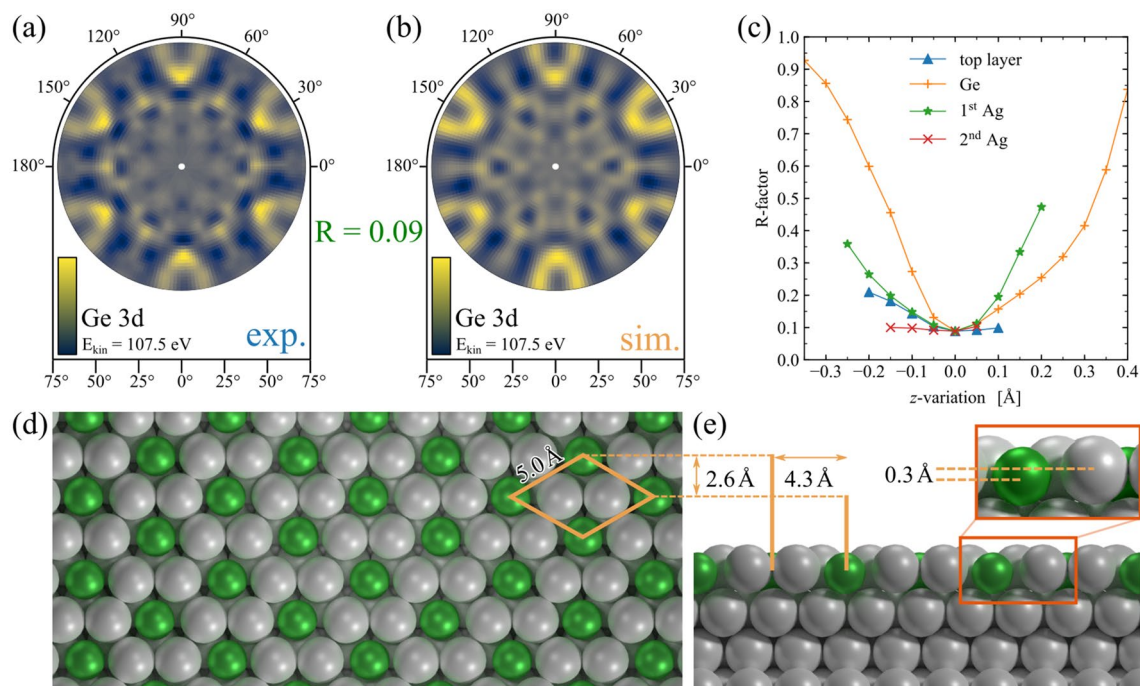 (a)
90°
120°
60°
150°
30°
180°
0°
Ge 3d
E_kin = 107.5 eV
exp.
75° 50° 25° 0° 25° 50° 75°
R = 0.09
(b)
90°
120°
60°
150°
30°
180°
0°
Ge 3d
E_kin = 107.5 eV
sim.
75° 50° 25° 0° 25° 50° 75°
(c)
R-factor
1.0
0.9
0.8
0.7
0.6
0.5
0.4
0.3
0.2
0.1
0.0
top layer
Ge
1st Ag
2nd Ag
−0.3 −0.2 −0.1 0.0 0.1 0.2 0.3 0.4
z-variation [Å]
(d)
5.0 Å
2.6 Å
4.3 Å
(e)
0.3 Å